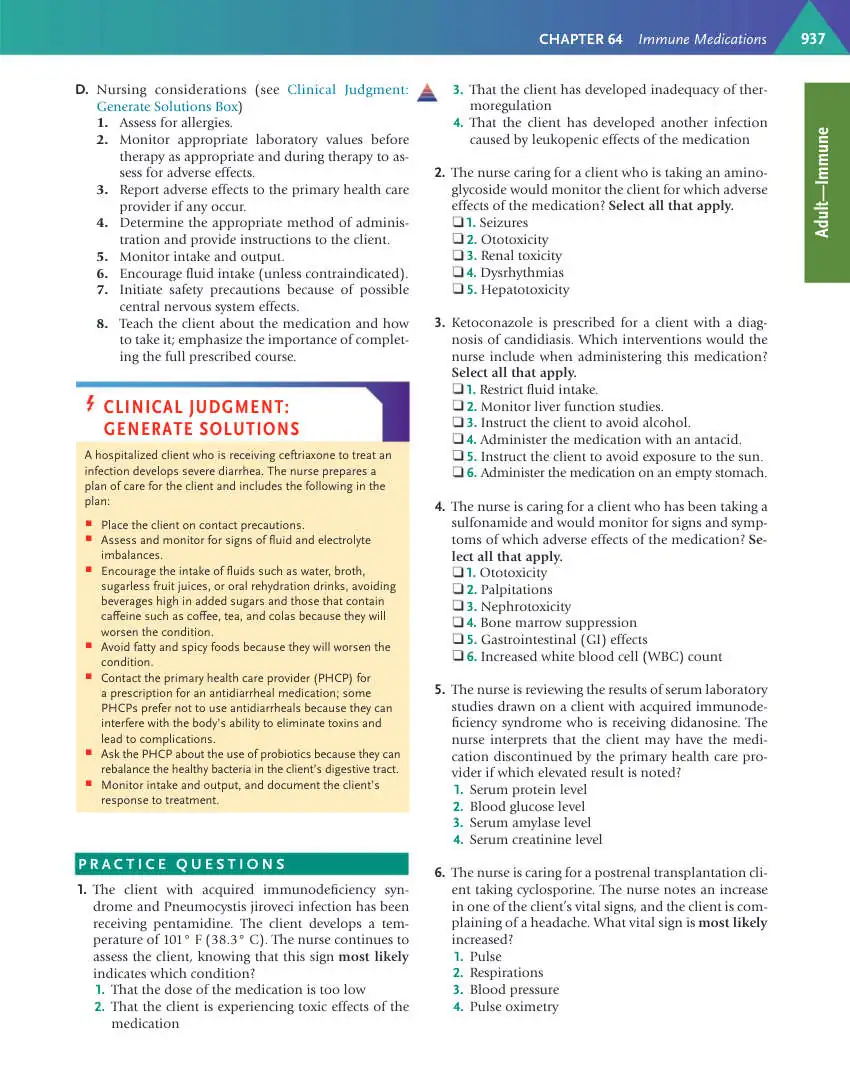 CHAPTER 64 Immune Medications 937
Adult—Immune
D. Nursing considerations (see Clinical Judgment:
Generate Solutions Box)
1. Assess for allergies.
2. Monitor appropriate laboratory values before
therapy as appropriate and during therapy to as-
sess for adverse effects.
3. Report adverse effects to the primary health care
provider if any occur.
4. Determine the appropriate method of adminis-
tration and provide instructions to the client.
5. Monitor intake and output.
6. Encourage fluid intake (unless contraindicated).
7. Initiate safety precautions because of possible
central nervous system effects.
8. Teach the client about the medication and how
to take it; emphasize the importance of complet-
ing the full prescribed course.
CLINICAL JUDGMENT:
GENERATE SOLUTIONS
A hospitalized client who is receiving ceftriaxone to treat an
infection develops severe diarrhea. The nurse prepares a
plan of care for the client and includes the following in the
plan:
▪ Place the client on contact precautions.
▪ Assess and monitor for signs of fluid and electrolyte
imbalances.
▪ Encourage the intake of fluids such as water, broth,
sugarless fruit juices, or oral rehydration drinks, avoiding
beverages high in added sugars and those that contain
caffeine such as coffee, tea, and colas because they will
worsen the condition.
▪ Avoid fatty and spicy foods because they will worsen the
condition.
▪ Contact the primary health care provider (PHCP) for
a prescription for an antidiarrheal medication; some
PHCPs prefer not to use antidiarrheals because they can
interfere with the body's ability to eliminate toxins and
lead to complications.
▪ Ask the PHCP about the use of probiotics because they can
rebalance the healthy bacteria in the client's digestive tract.
▪ Monitor intake and output, and document the client's
response to treatment.
PRACTICE QUESTIONS
1. The client with acquired immunodeficiency syn-
drome and Pneumocystis jiroveci infection has been
receiving pentamidine. The client develops a tem-
perature of 101° F (38.3° C). The nurse continues to
assess the client, knowing that this sign most likely
indicates which condition?
1. That the dose of the medication is too low
2. That the client is experiencing toxic effects of the
medication
3. That the client has developed inadequacy of ther-
moregulation
4. That the client has developed another infection
caused by leukopenic effects of the medication
2. The nurse caring for a client who is taking an amino-
glycoside would monitor the client for which adverse
effects of the medication? Select all that apply.
❑ 1. Seizures
❑ 2. Ototoxicity
❑ 3. Renal toxicity
❑ 4. Dysrhythmias
❑ 5. Hepatotoxicity
3. Ketoconazole is prescribed for a client with a diag-
nosis of candidiasis. Which interventions would the
nurse include when administering this medication?
Select all that apply.
❑ 1. Restrict fluid intake.
❑ 2. Monitor liver function studies.
❑ 3. Instruct the client to avoid alcohol.
❑ 4. Administer the medication with an antacid.
❑ 5. Instruct the client to avoid exposure to the sun.
❑ 6. Administer the medication on an empty stomach.
4. The nurse is caring for a client who has been taking a
sulfonamide and would monitor for signs and symp-
toms of which adverse effects of the medication? Se-
lect all that apply.
❑ 1. Ototoxicity
❑ 2. Palpitations
❑ 3. Nephrotoxicity
❑ 4. Bone marrow suppression
❑ 5. Gastrointestinal (GI) effects
❑ 6. Increased white blood cell (WBC) count
5. The nurse is reviewing the results of serum laboratory
studies drawn on a client with acquired immunode-
ficiency syndrome who is receiving didanosine. The
nurse interprets that the client may have the medi-
cation discontinued by the primary health care pro-
vider if which elevated result is noted?
1. Serum protein level
2. Blood glucose level
3. Serum amylase level
4. Serum creatinine level
6. The nurse is caring for a postrenal transplantation cli-
ent taking cyclosporine. The nurse notes an increase
in one of the client's vital signs, and the client is com-
plaining of a headache. What vital sign is most likely
increased?
1. Pulse
2. Respirations
3. Blood pressure
4. Pulse oximetry